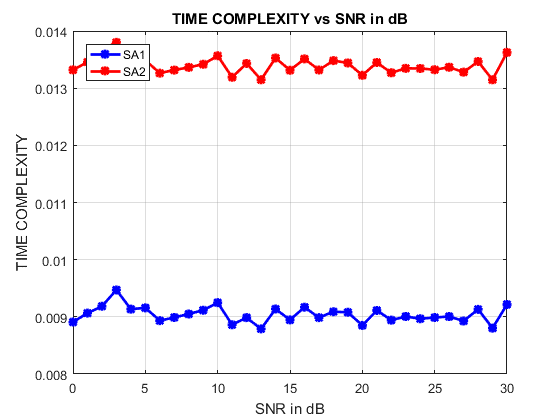 TIME COMPLEXITY vs SNR in dB
0.014
0.013
0.012
0.011
0.01
0.009
0.008
TIME COMPLEXITY
SA1
SA2
0 5 10 15 20 25 30
SNR in dB